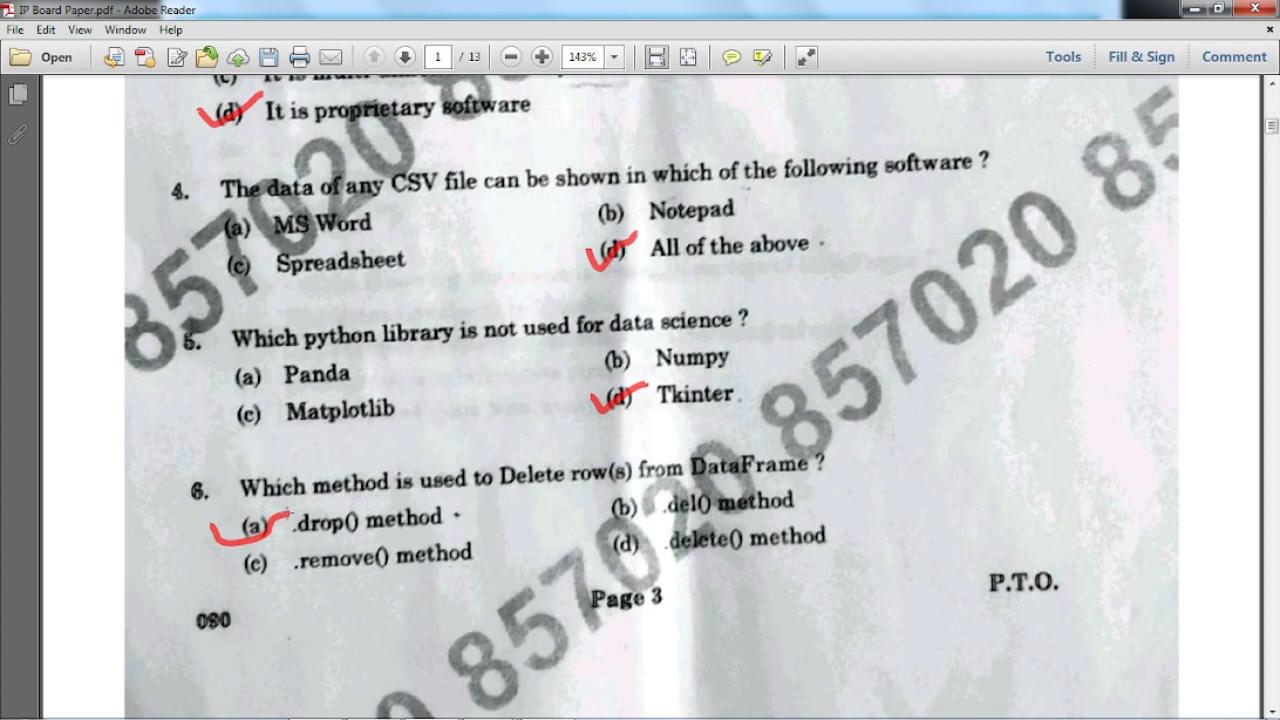 IP Board Paper.pdf - Adobe Reader
File Edit View Window Help
Open 1 / 13 143% Tools Fill & Sign Comment
(d) It is proprietary software
4. The data of any CSV file can be shown in which of the following software ?
(a) MS Word (b) Notepad
(c) Spreadsheet (d) All of the above
5. Which python library is not used for data science ?
(a) Panda (b) Numpy
(c) Matplotlib (d) Tkinter
6. Which method is used to Delete row(s) from DataFrame ?
(a) .drop() method (b) .del() method
(c) .remove() method (d) .delete() method
090 Page 3 P.T.O.
857020 857020 857020 857020